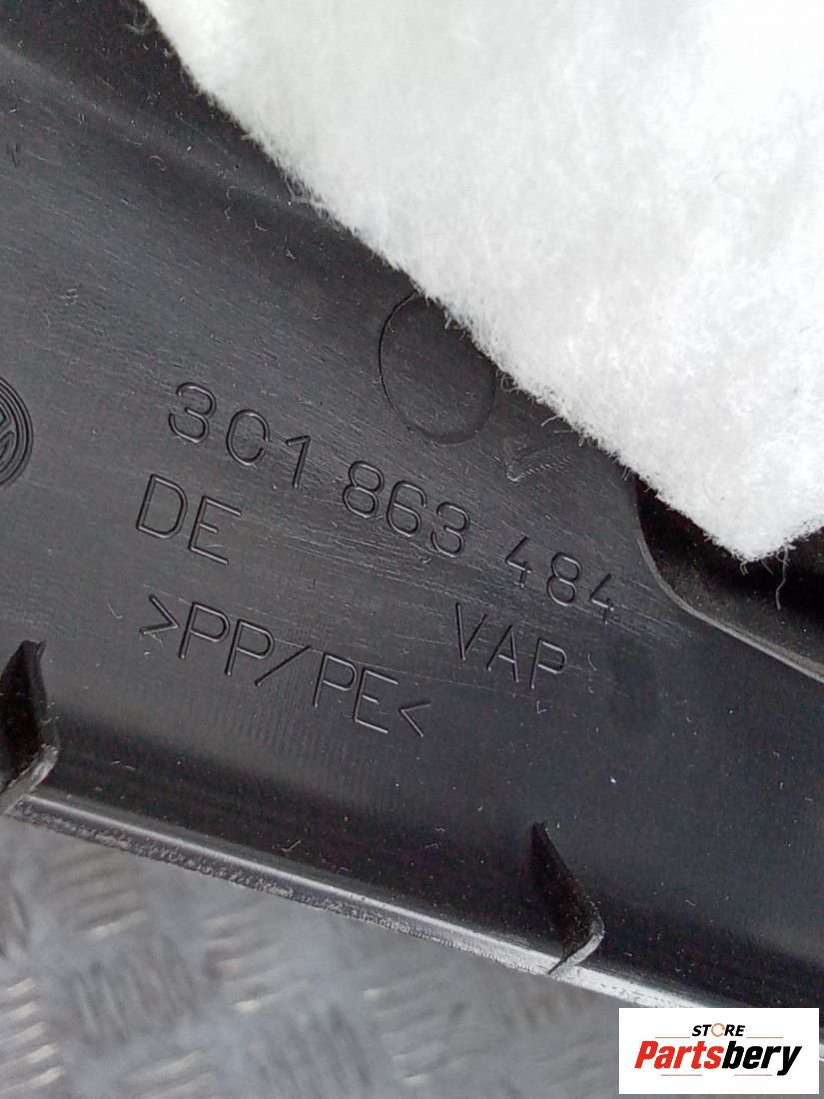 3C1 863 484
DE
VAP
>PP/PE<
STORE
Partsbery